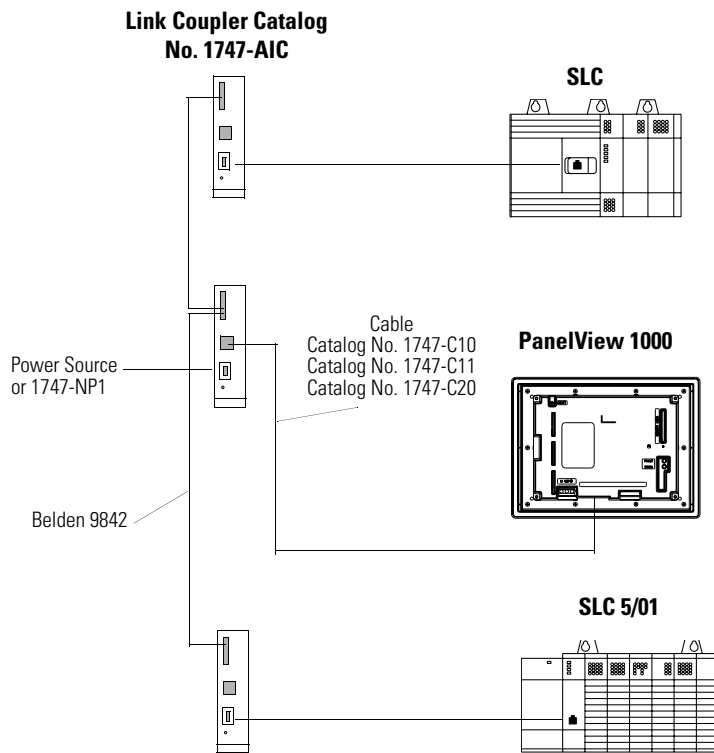 Link Coupler Catalog
No. 1747-AIC
SLC
Cable
Catalog No. 1747-C10
Catalog No. 1747-C11
Catalog No. 1747-C20
PanelView 1000
Power Source
or 1747-NP1
Belden 9842
SLC 5/01